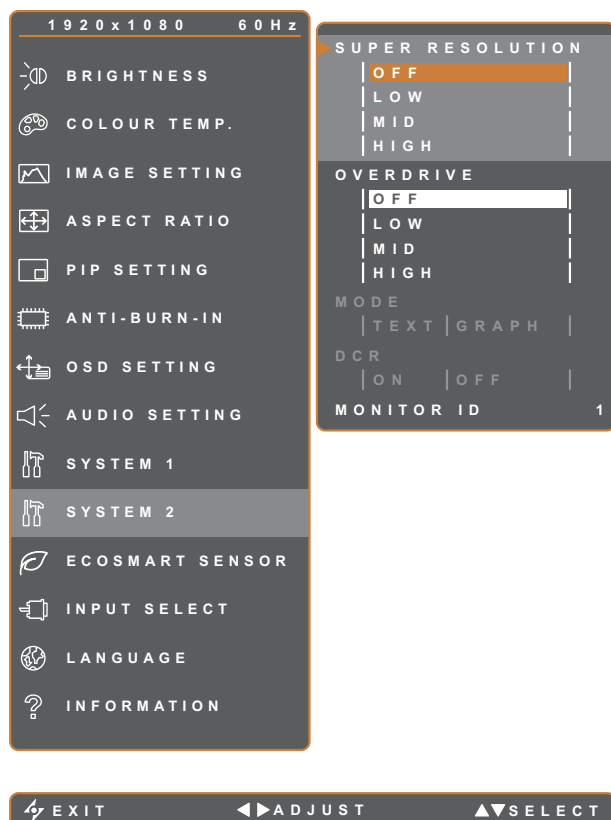 1920x1080 60Hz
BRIGHTNESS
COLOUR TEMP.
IMAGE SETTING
ASPECT RATIO
PIP SETTING
ANTI-BURN-IN
OSD SETTING
AUDIO SETTING
SYSTEM 1
SYSTEM 2
ECOSMART SENSOR
INPUT SELECT
LANGUAGE
INFORMATION
SUPER RESOLUTION
OFF
LOW
MID
HIGH
OVERDRIVE
OFF
LOW
MID
HIGH
MODE
TEXT GRAPH
DCR
ON OFF
MONITOR ID 1
EXIT ADJUST SELECT